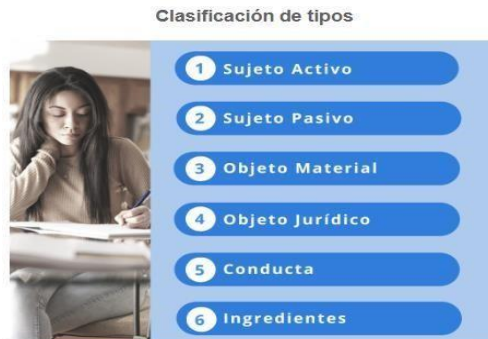 Clasificación de tipos
1 Sujeto Activo
2 Sujeto Pasivo
3 Objeto Material
4 Objeto Jurídico
5 Conducta
6 Ingredientes